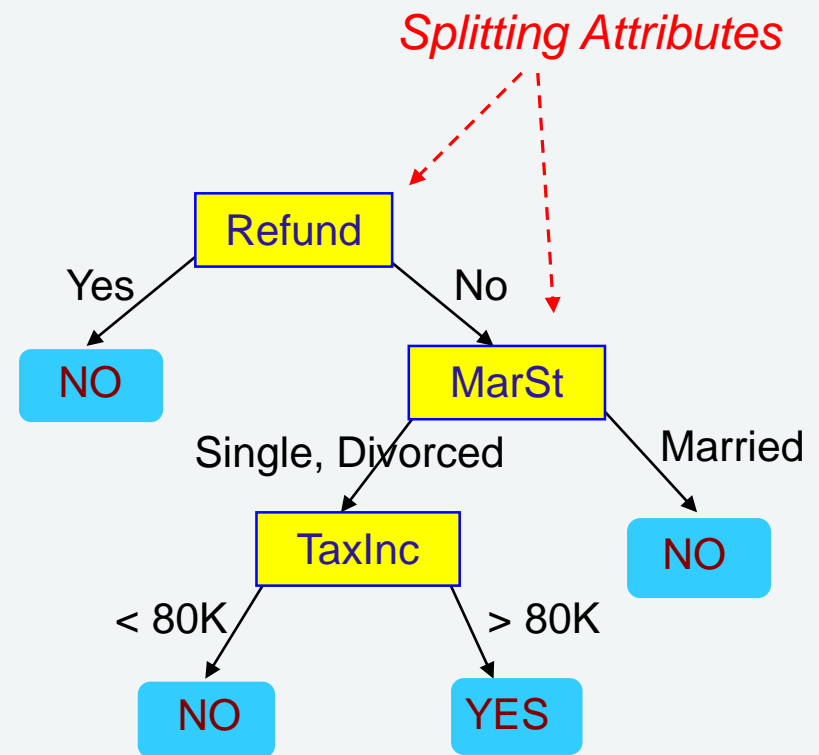 Splitting Attributes
Refund
Yes
No
NO
MarSt
Single, Divorced
Married
TaxInc
NO
< 80K
> 80K
NO
YES